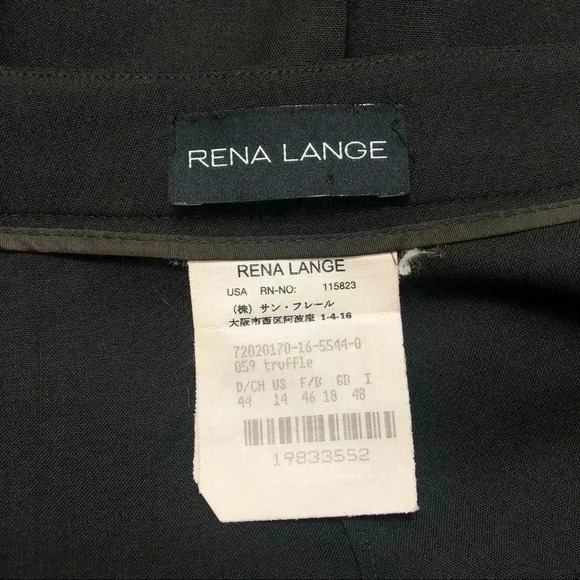 RENA LANGE
RENA LANGE
USA RN-NO: 115823
(株) サン・フレール
大阪市西区阿波座 1-4-16
72020170-16-5544-0
059 truffle
D/CH US F/B GB I
44 14 46 18 48
19833552